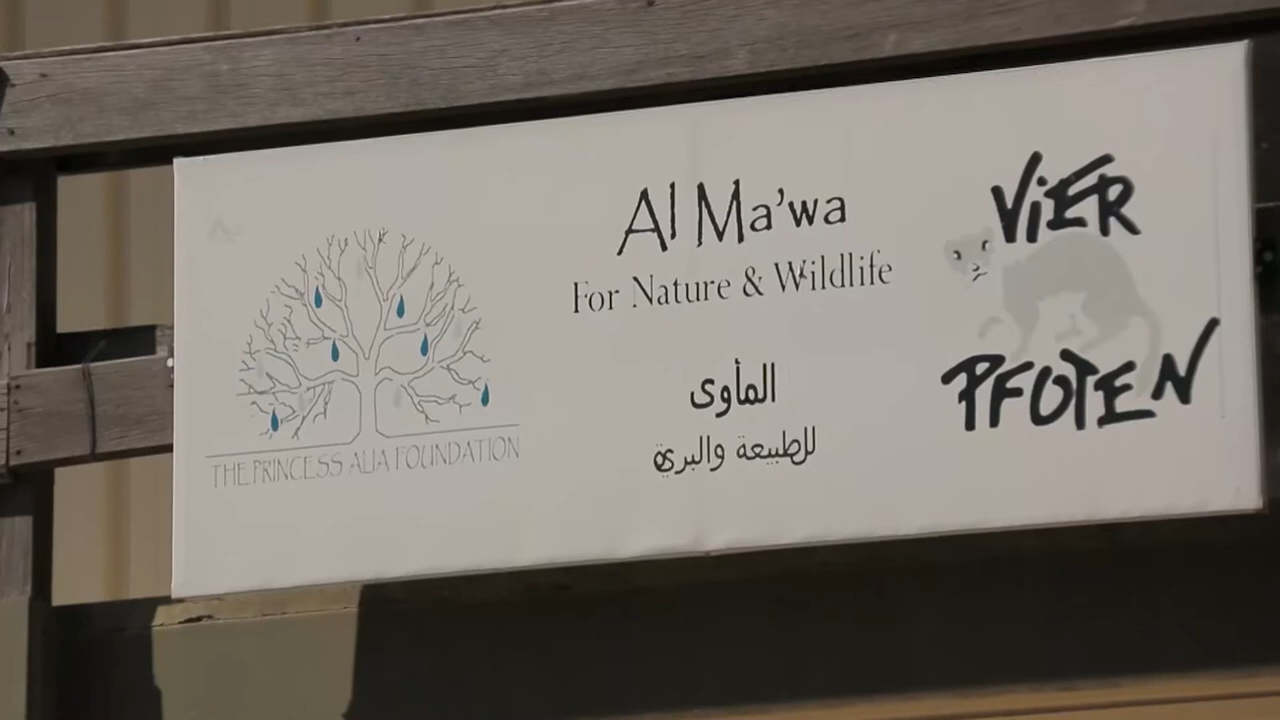 THE PRINCESS ALIA FOUNDATION
Al Ma'wa
For Nature & Wildlife
المأوى
للطبيعة والبرية
VIER
PFOTEN